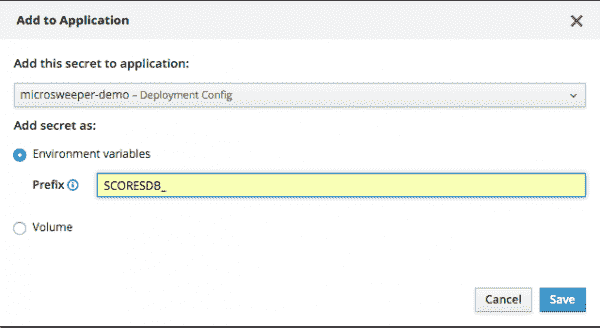 Add to Application
Add this secret to application:
microsweeper-demo – Deployment Config
Add secret as:
Environment variables
Prefix
SCORESDB_
Volume
Cancel
Save